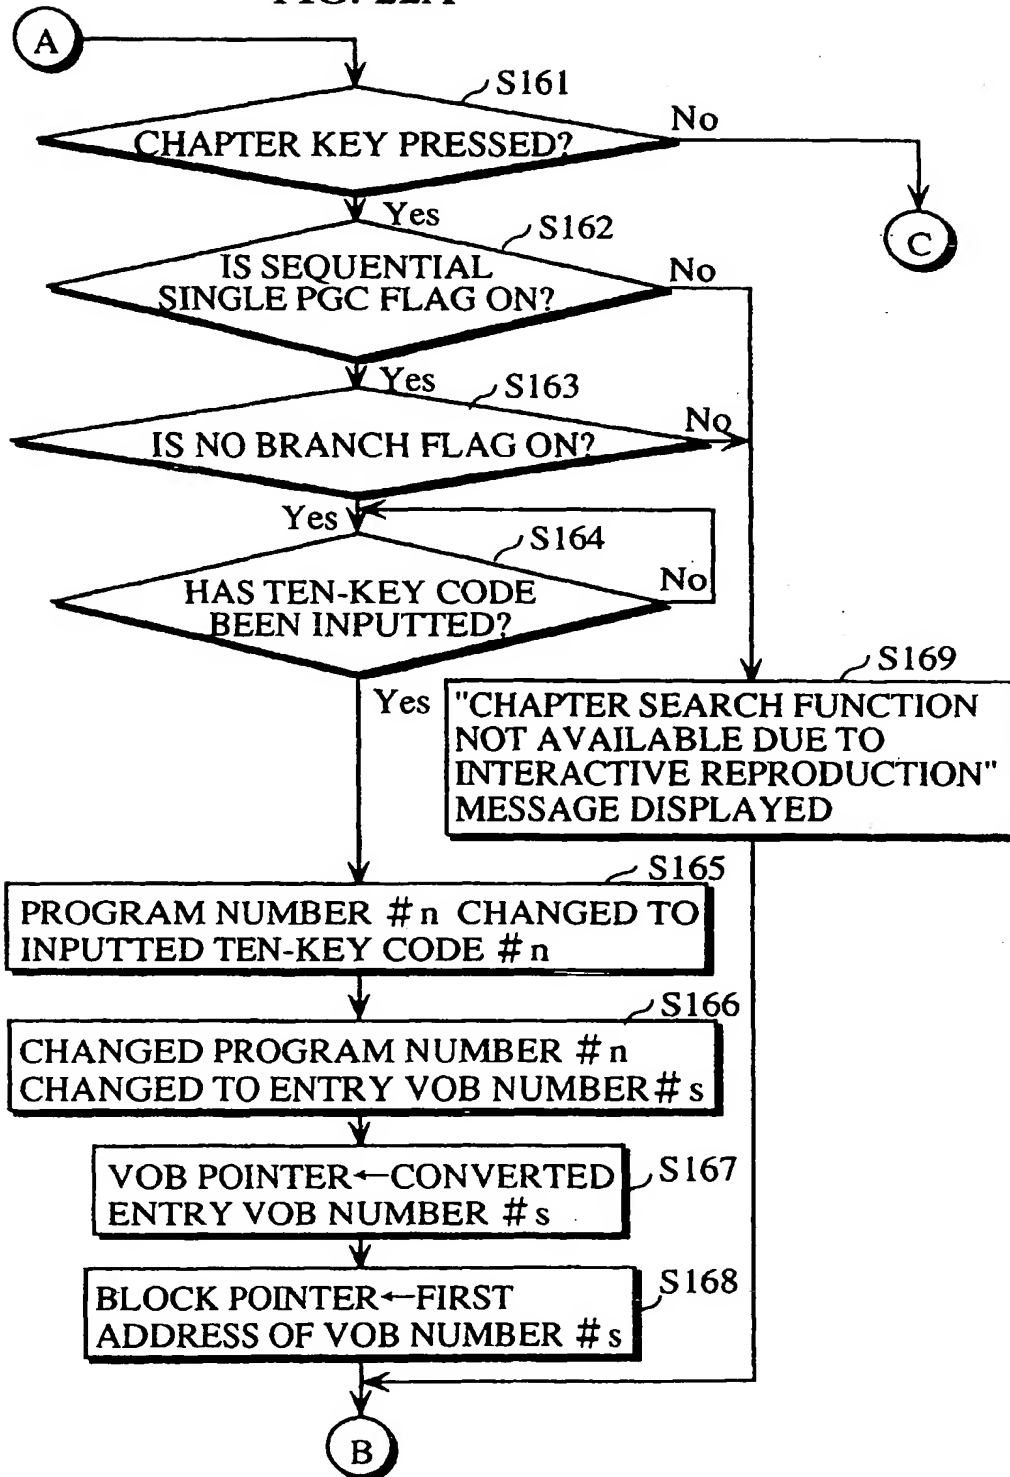 FIG. 22A
A
S161
CHAPTER KEY PRESSED?
No
C
Yes
S162
IS SEQUENTIAL
SINGLE PGC FLAG ON?
No
Yes
S163
IS NO BRANCH FLAG ON?
No
Yes
S164
HAS TEN-KEY CODE
BEEN INPUTTED?
No
Yes
S169
"CHAPTER SEARCH FUNCTION
NOT AVAILABLE DUE TO
INTERACTIVE REPRODUCTION"
MESSAGE DISPLAYED
S165
PROGRAM NUMBER #n CHANGED TO
INPUTTED TEN-KEY CODE #n
S166
CHANGED PROGRAM NUMBER #n
CHANGED TO ENTRY VOB NUMBER #s
S167
VOB POINTER←CONVERTED
ENTRY VOB NUMBER #s
S168
BLOCK POINTER←FIRST
ADDRESS OF VOB NUMBER #s
B